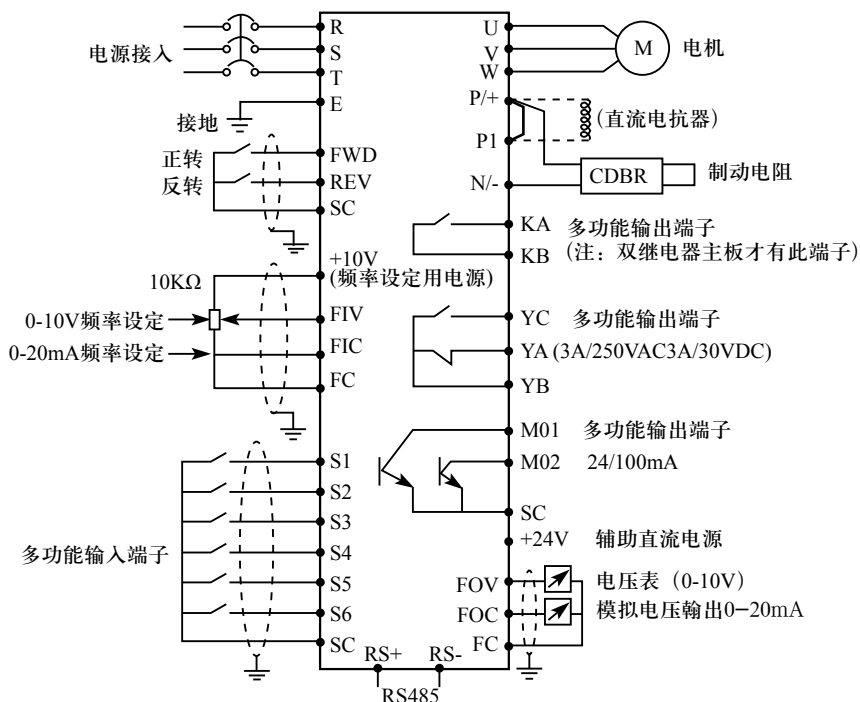 R
S
T
电源接入
E
接地
正转
FWD
反转
REV
SC
+10V
(频率设定用电源)
10KΩ
0-10V频率设定
FIV
0-20mA频率设定
FIC
FC
S1
S2
S3
S4
S5
S6
SC
多功能输入端子
RS+
RS-
RS485
U
V
W
M
电机
P/+
P1
(直流电抗器)
N/-
CDBR
制动电阻
KA
多功能输出端子
KB
(注：双继电器主板才有此端子)
YC
多功能输出端子
YA (3A/250VAC3A/30VDC)
YB
M01
多功能输出端子
M02
24/100mA
SC
+24V
辅助直流电源
FOV
电压表（0-10V）
FOC
模拟电压翰出0−20mA
FC